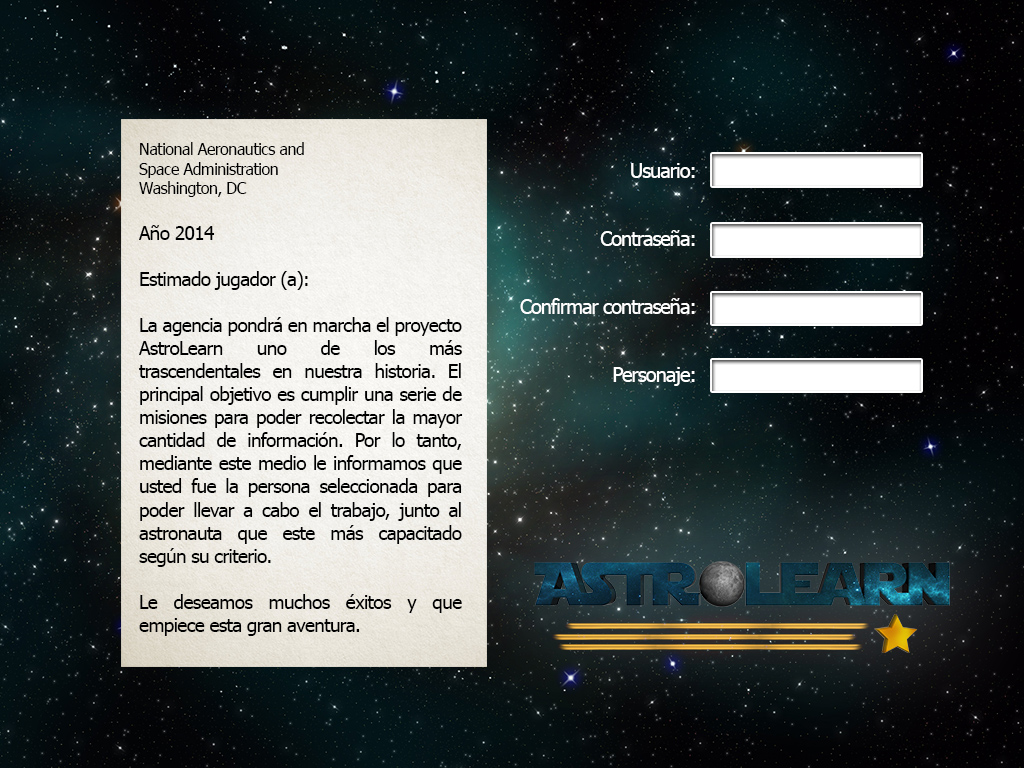 National Aeronautics and
Space Administration
Washington, DC
Año 2014
Estimado jugador (a):
La agencia pondrá en marcha el proyecto
AstroLearn uno de los más
trascendentales en nuestra historia. El
principal objetivo es cumplir una serie de
misiones para poder recolectar la mayor
cantidad de información. Por lo tanto,
mediante este medio le informamos que
usted fue la persona seleccionada para
poder llevar a cabo el trabajo, junto al
astronauta que este más capacitado
según su criterio.
Le deseamos muchos éxitos y que
empiece esta gran aventura.
Usuario:
Contraseña:
Confirmar contraseña:
Personaje:
ASTROLEARN